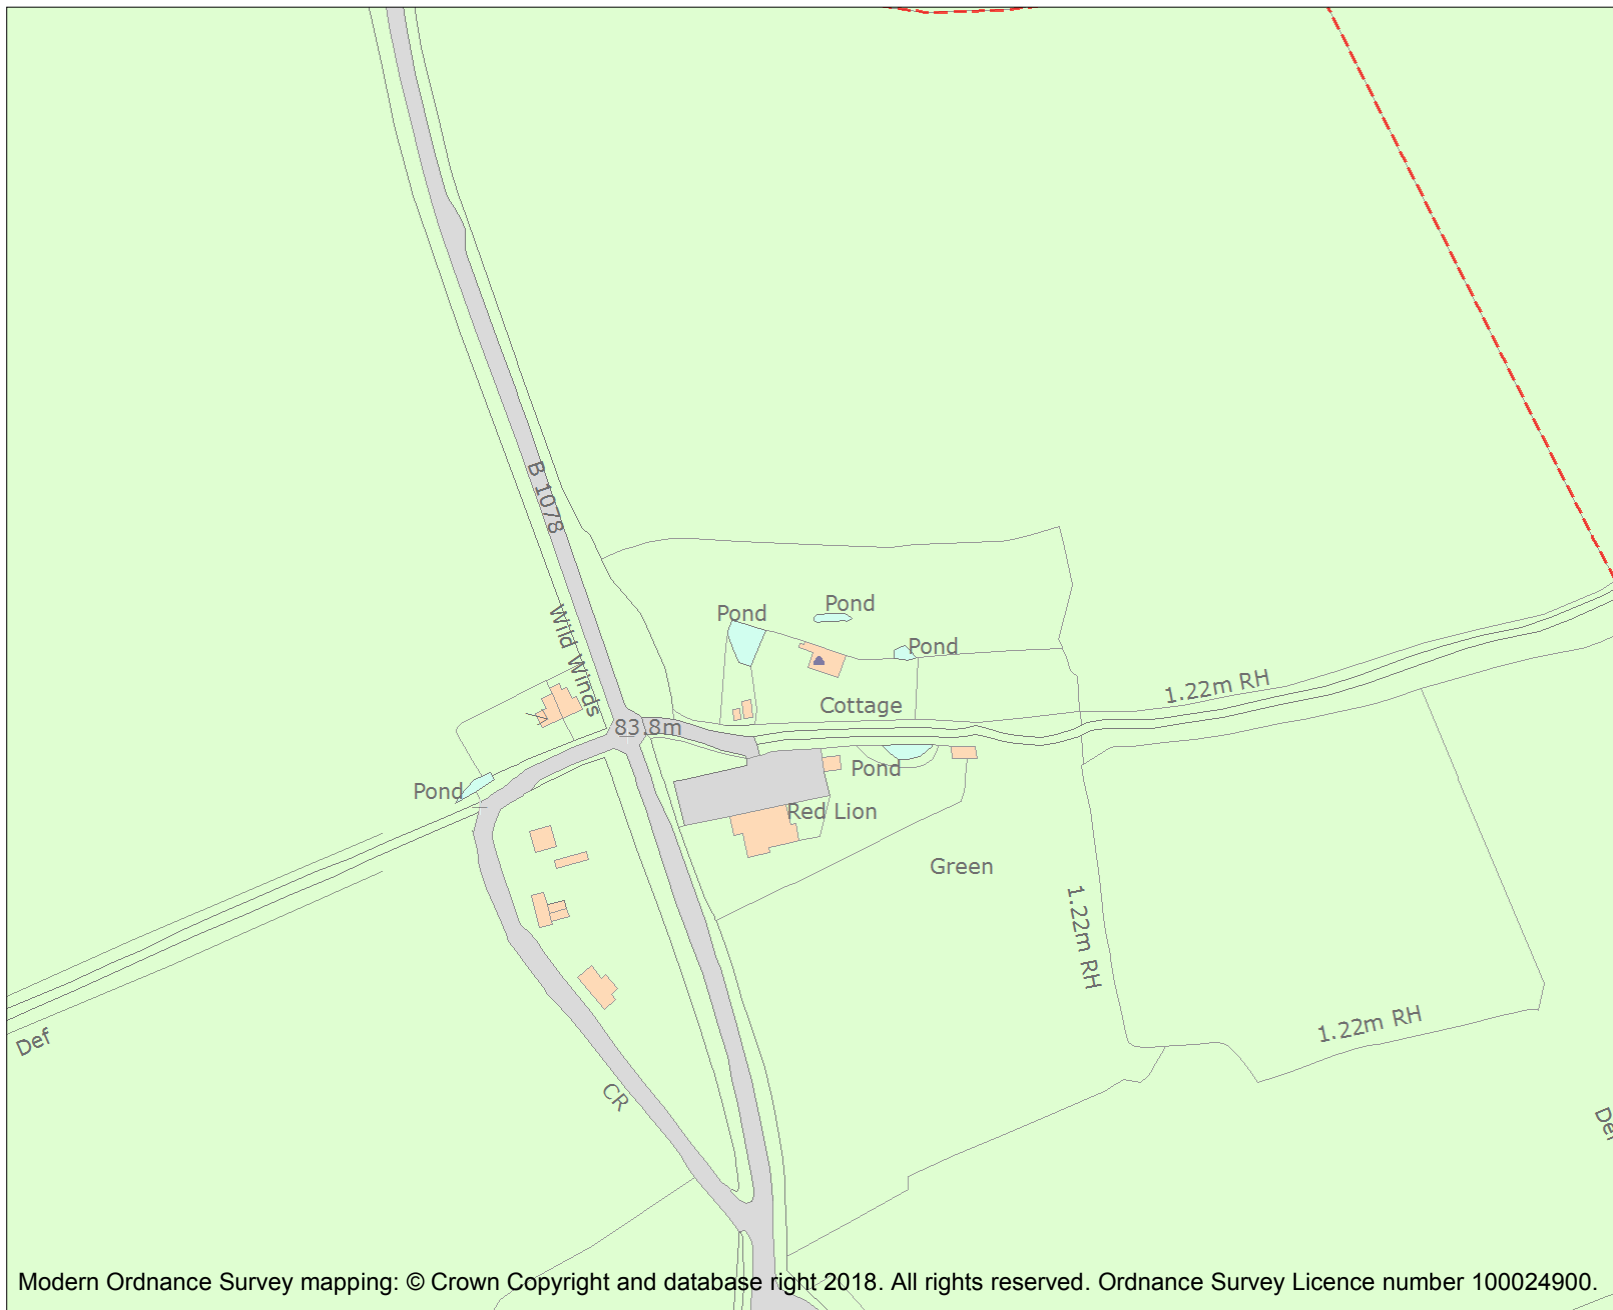 B 1078
Wild Winds
Pond
Pond
Pond
1.22m RH
Cottage
83.8m
Pond
Pond
Red Lion
Green
1.22m RH
1.22m RH
Def
CR
Modern Ordnance Survey mapping: © Crown Copyright and database right 2018. All rights reserved. Ordnance Survey Licence number 100024900.